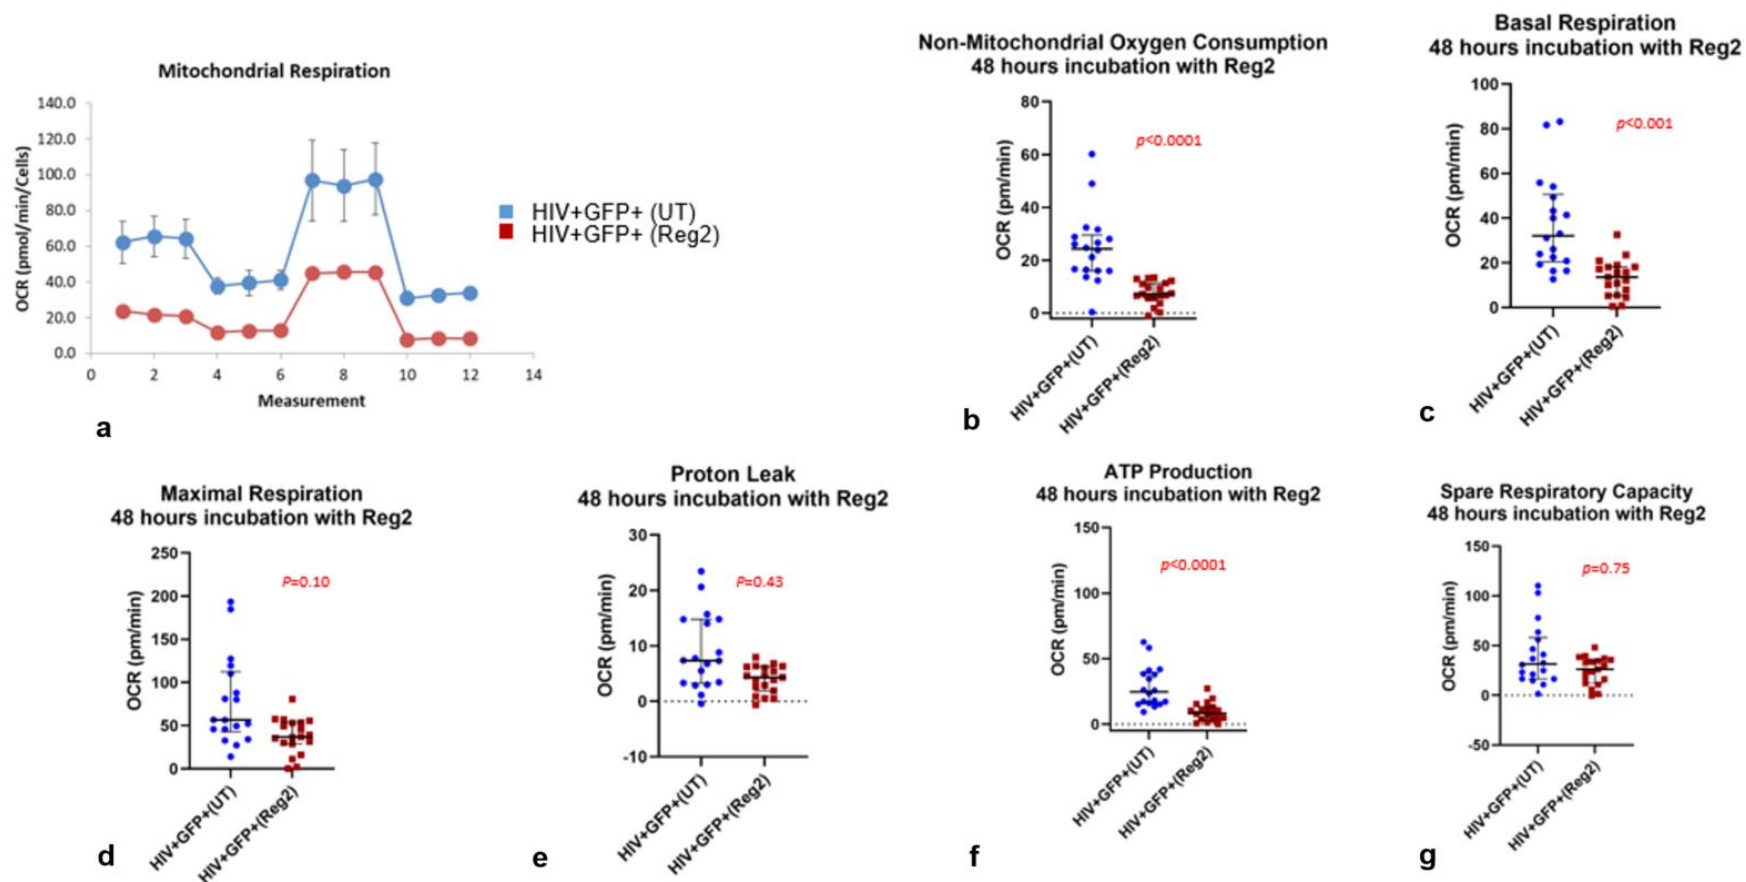 Mitochondrial Respiration
OCR (pmol/min/Cells)
140.0
120.0
100.0
80.0
60.0
40.0
20.0
0.0
0 2 4 6 8 10 12 14
Measurement
HIV+GFP+ (UT)
HIV+GFP+ (Reg2)
a
Non-Mitochondrial Oxygen Consumption
48 hours incubation with Reg2
OCR (pm/min)
80
60
40
20
0
p<0.0001
HIV+GFP+(UT)
HIV+GFP+(Reg2)
b
Basal Respiration
48 hours incubation with Reg2
OCR (pm/min)
100
80
60
40
20
0
p<0.001
HIV+GFP+(UT)
HIV+GFP+(Reg2)
c
Maximal Respiration
48 hours incubation with Reg2
OCR (pm/min)
250
200
150
100
50
0
P=0.10
HIV+GFP+(UT)
HIV+GFP+(Reg2)
d
Proton Leak
48 hours incubation with Reg2
OCR (pm/min)
30
20
10
0
-10
P=0.43
HIV+GFP+(UT)
HIV+GFP+(Reg2)
e
ATP Production
48 hours incubation with Reg2
OCR (pm/min)
150
100
50
0
p<0.0001
HIV+GFP+(UT)
HIV+GFP+(Reg2)
f
Spare Respiratory Capacity
48 hours incubation with Reg2
OCR (pm/min)
150
100
50
0
-50
p=0.75
HIV+GFP+(UT)
HIV+GFP+(Reg2)
g